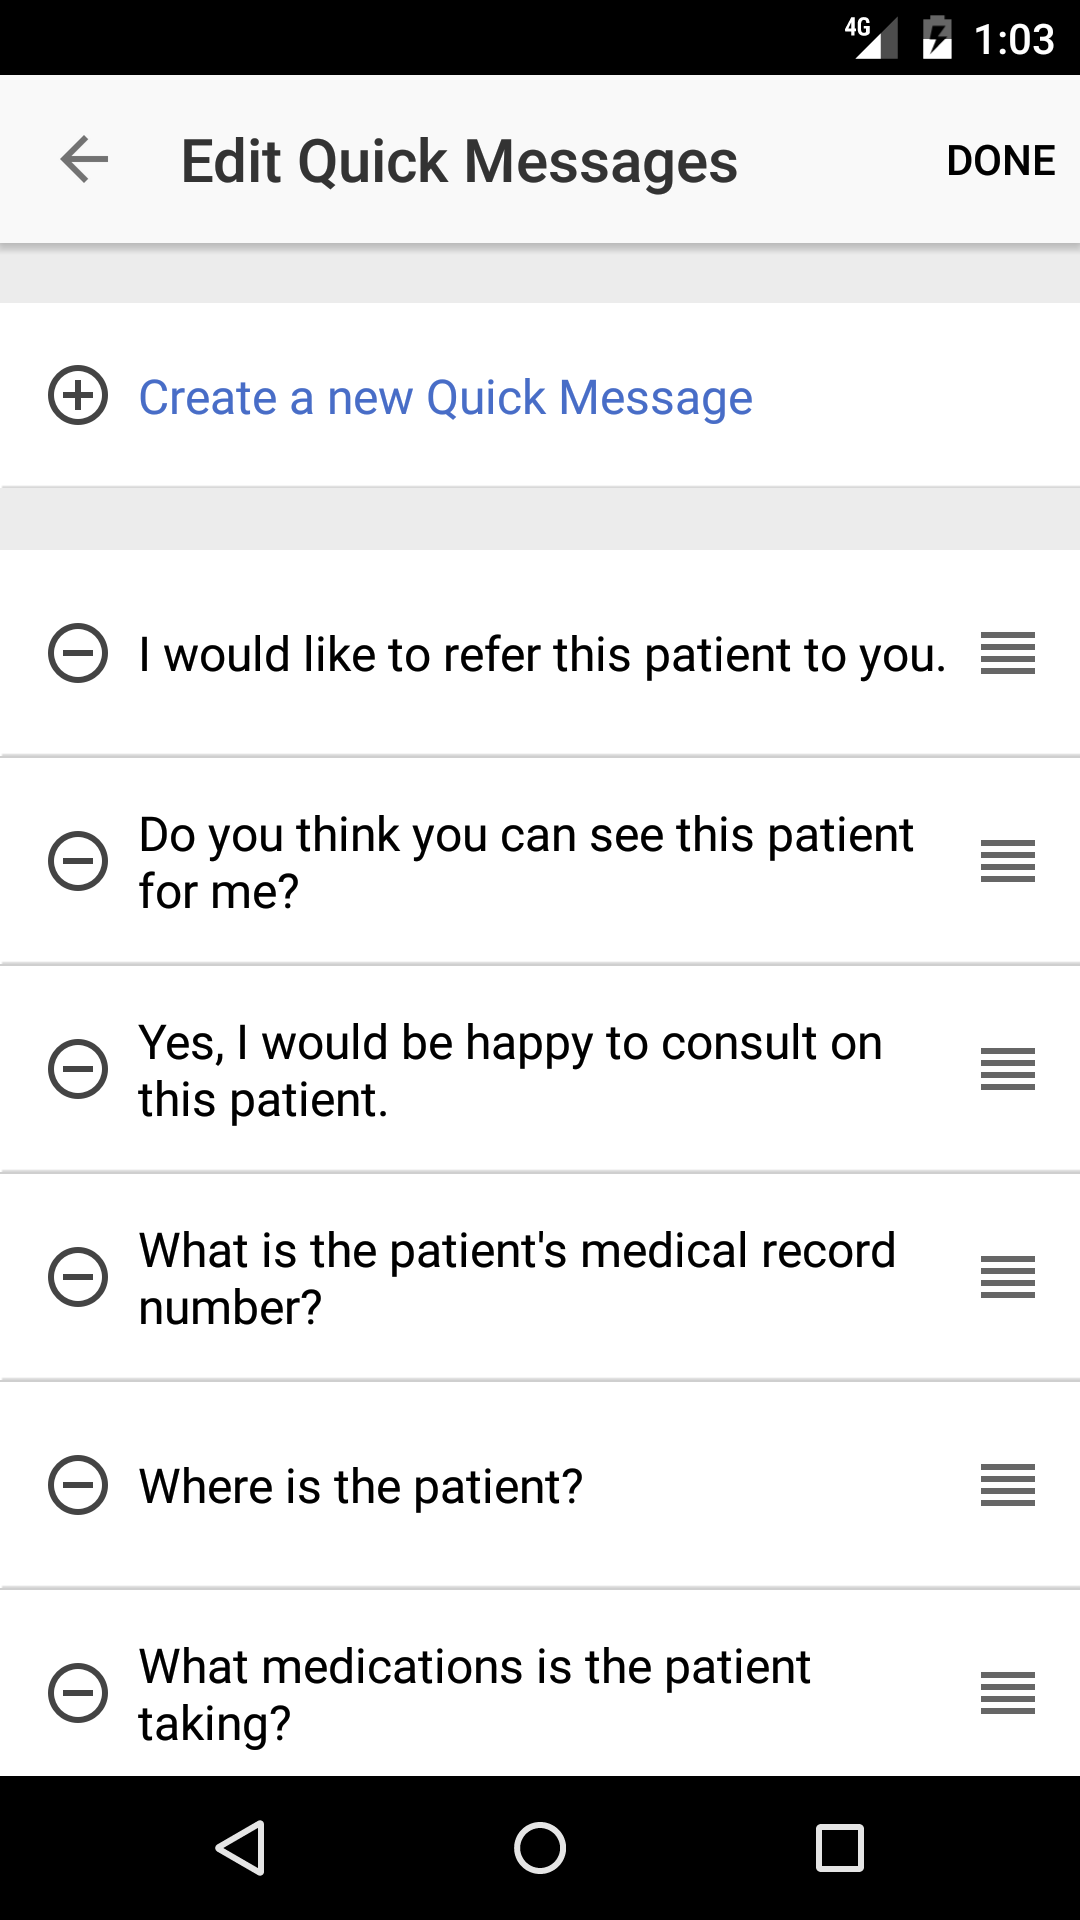 4G 1:03
Edit Quick Messages DONE
Create a new Quick Message
I would like to refer this patient to you.
Do you think you can see this patient
for me?
Yes, I would be happy to consult on
this patient.
What is the patient's medical record
number?
Where is the patient?
What medications is the patient
taking?